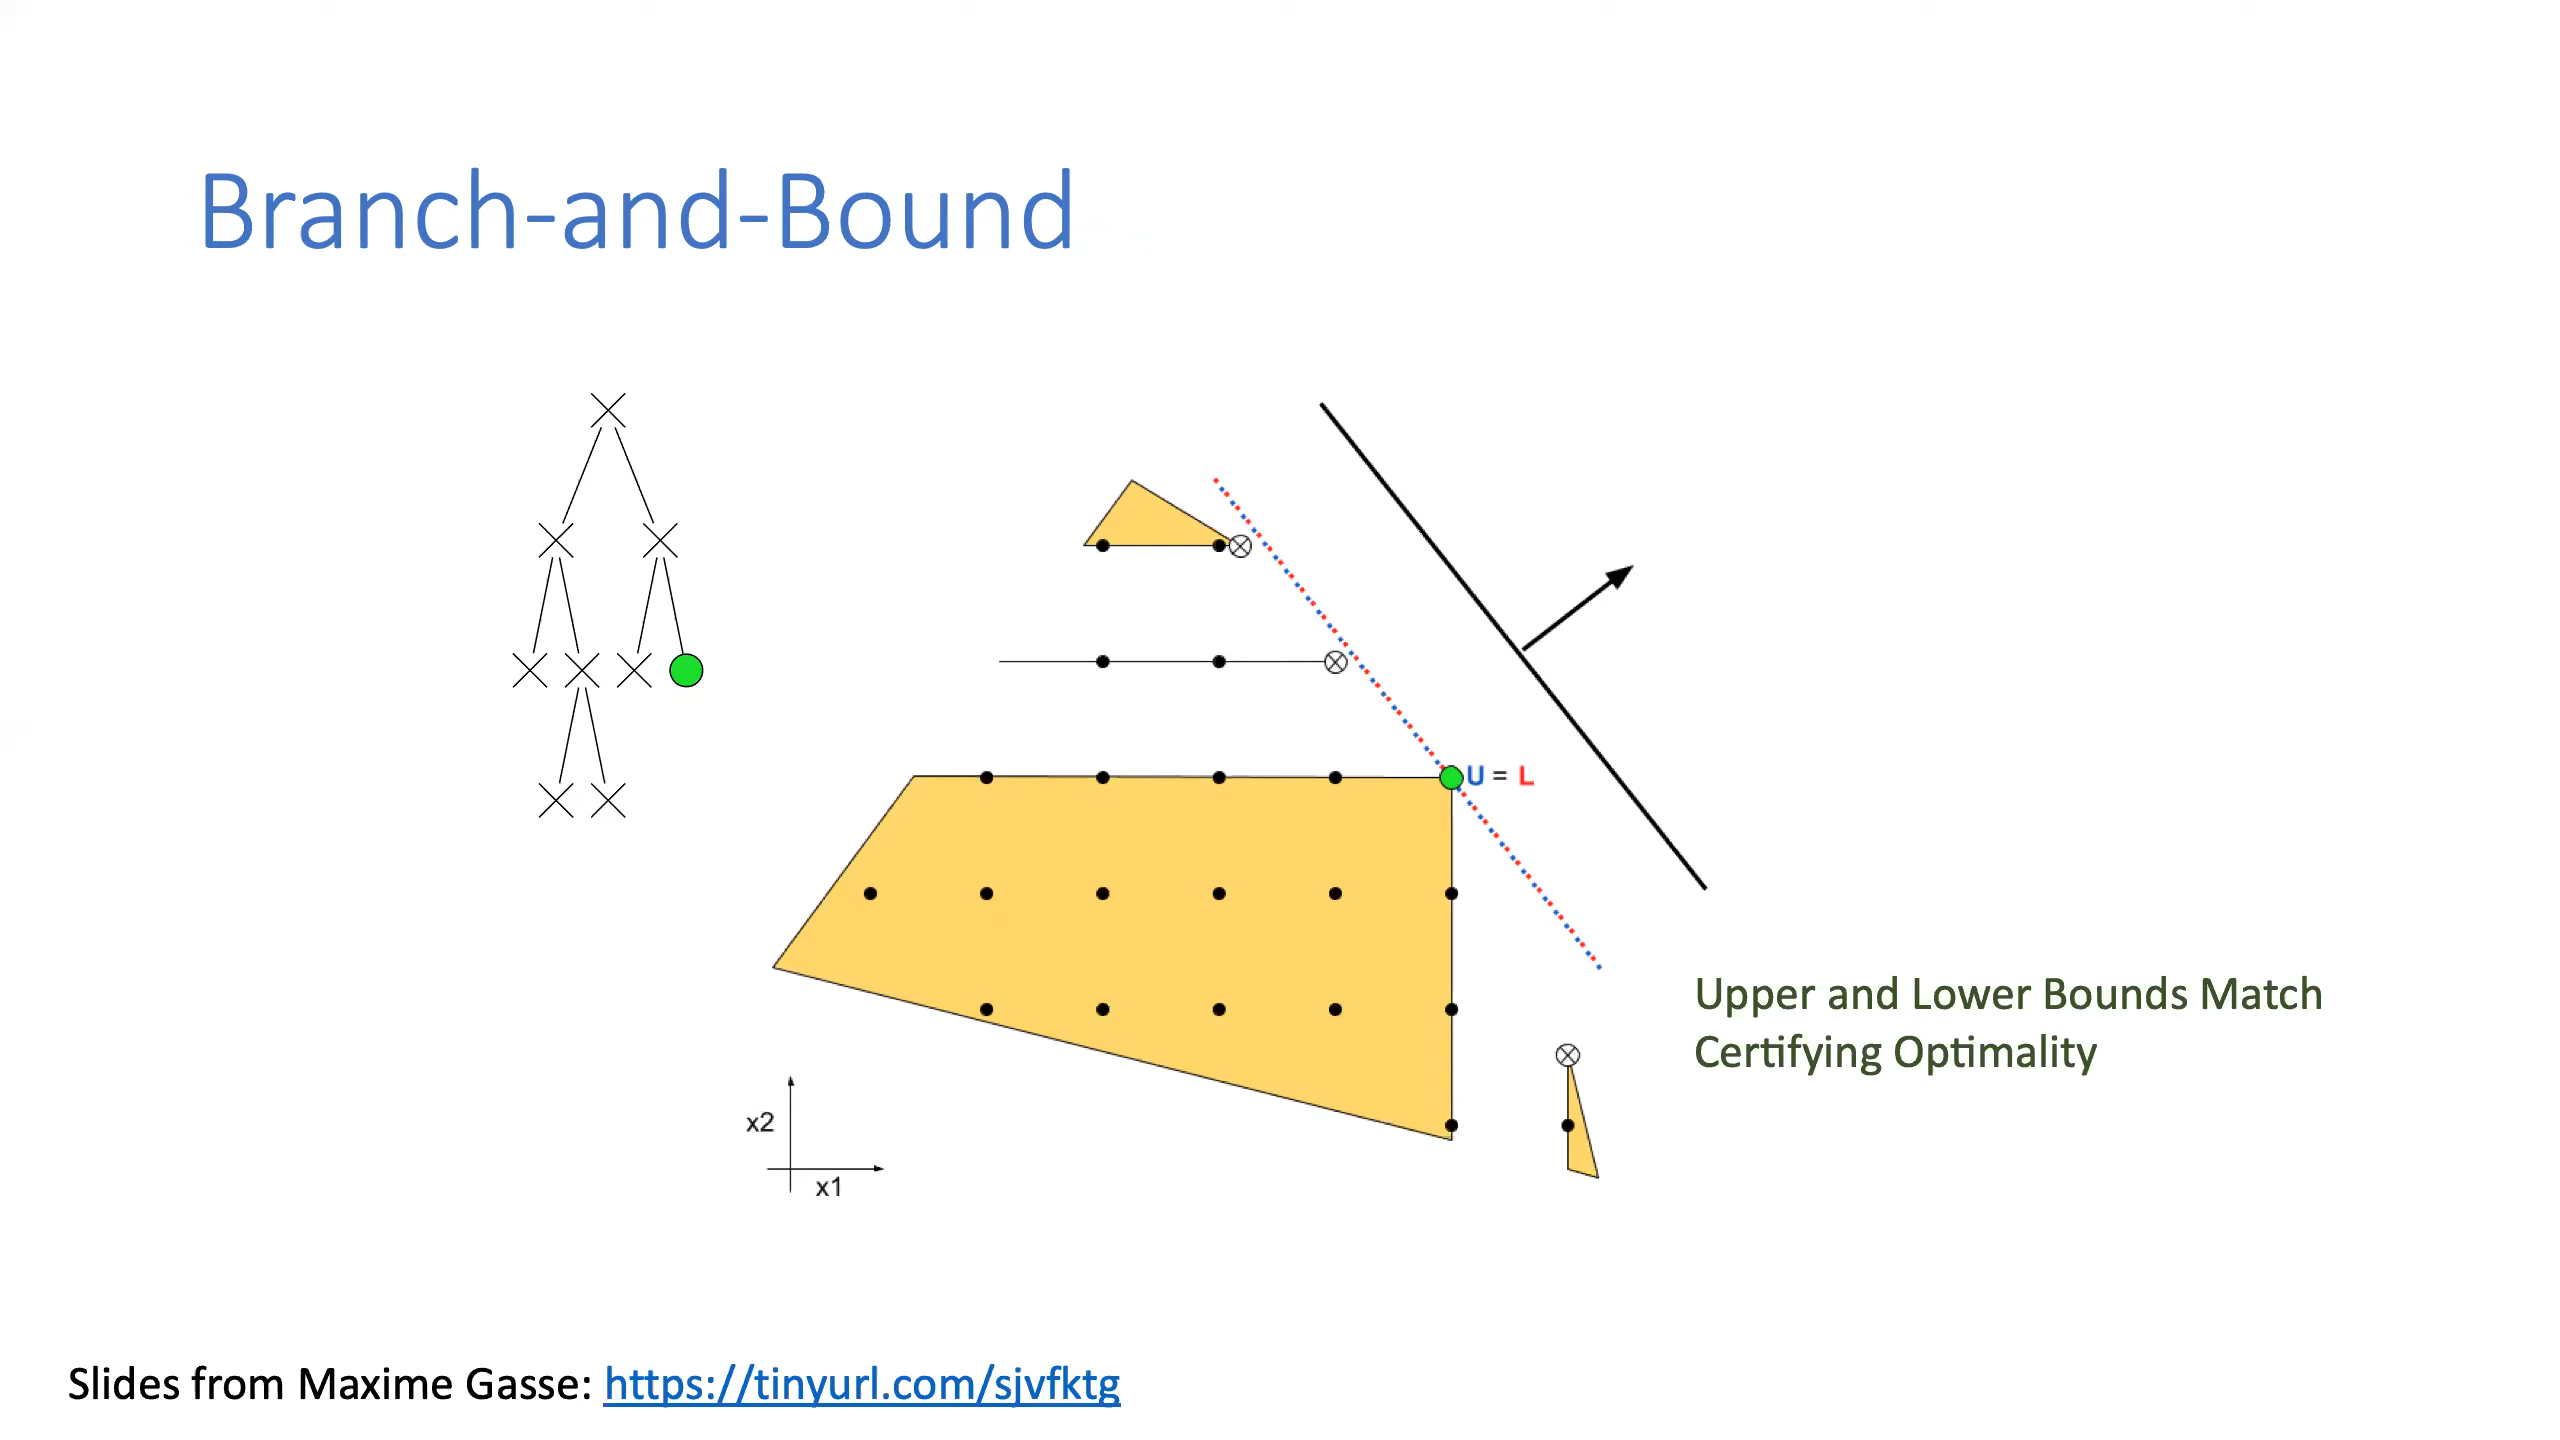 Branch-and-Bound
U = L
Upper and Lower Bounds Match
Certifying Optimality
x2
x1
Slides from Maxime Gasse: https://tinyurl.com/sjvfktg